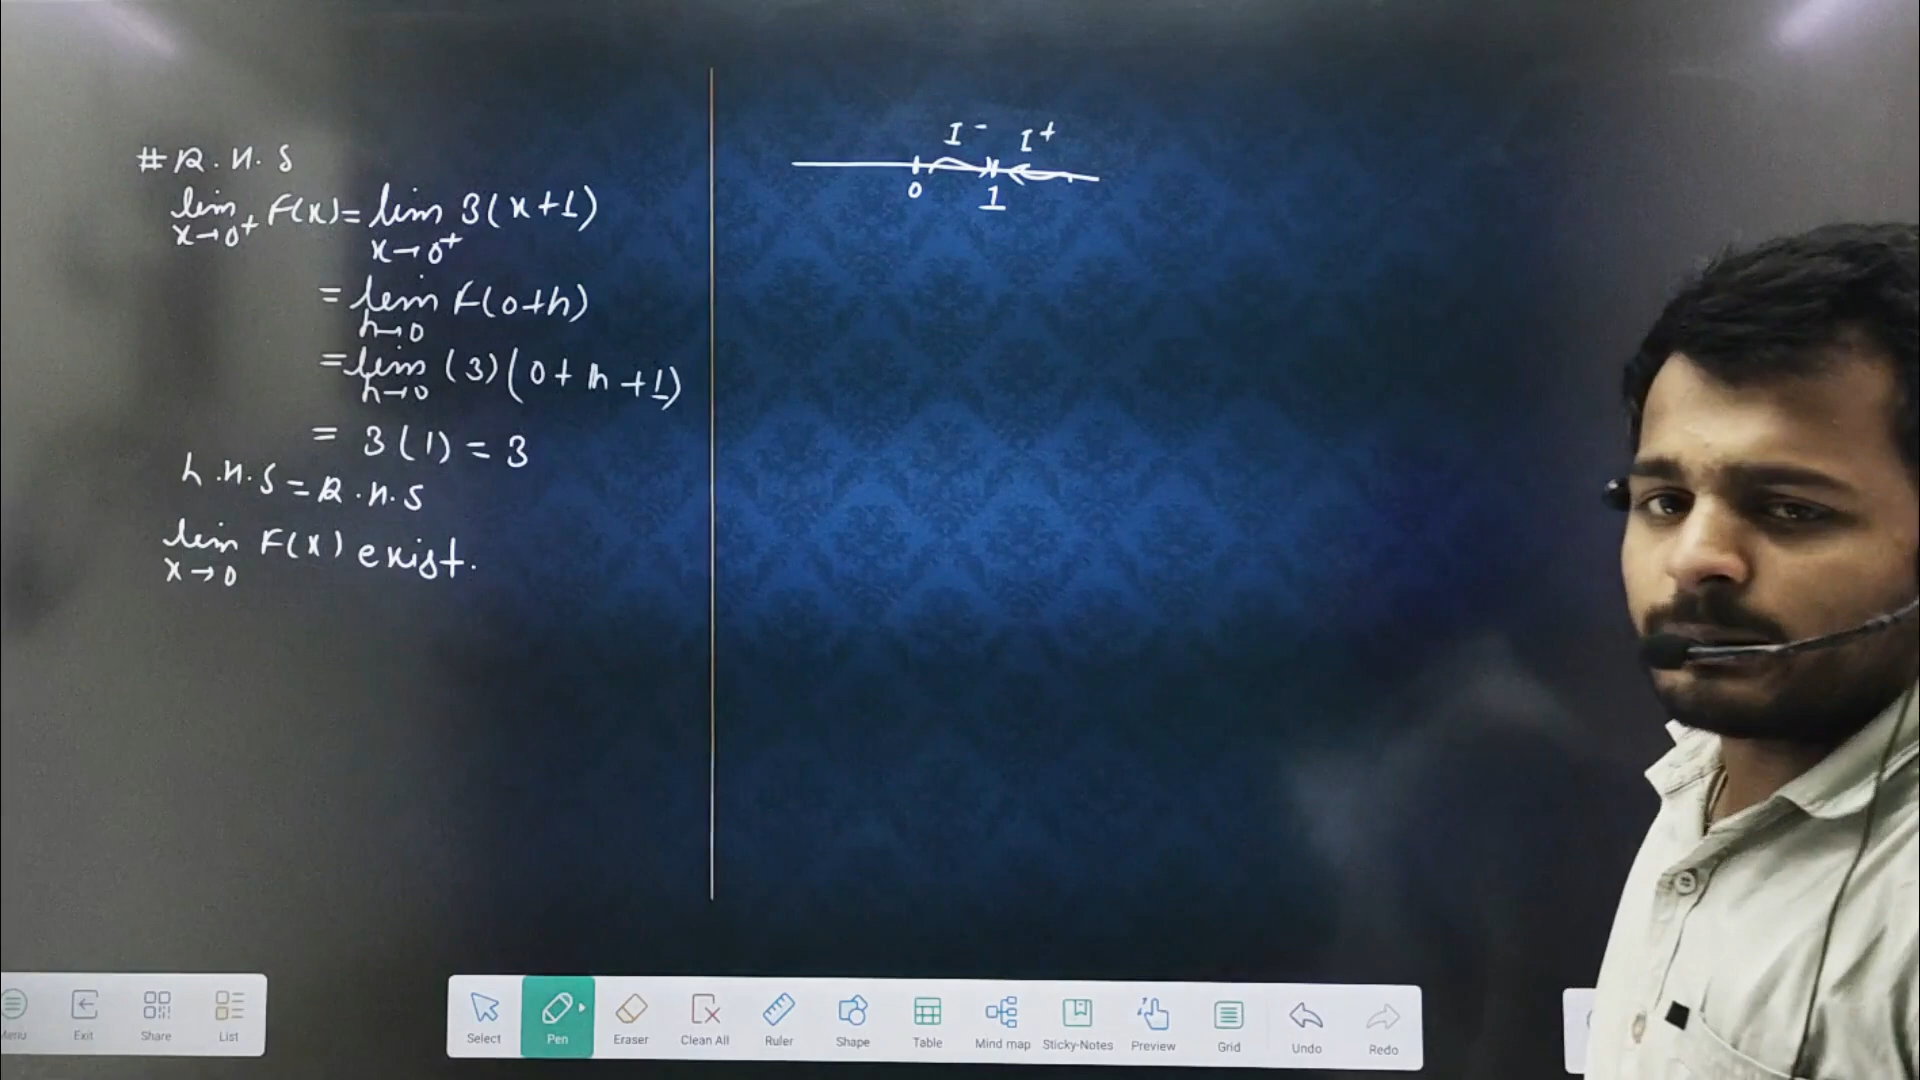 # R.H.S
lim x→0+ F(x) = lim x→0+ 3(x+1)
= lim h→0 F(0+h)
= lim h→0 (3)(0+h+1)
= 3(1) = 3
L.H.S = R.H.S
lim x→0 F(x) exist.
1- 1+
0 1
Menu Exit Share List
Select Pen Eraser Clean All Ruler Shape Table Mind map Sticky-Notes Preview Grid Undo Redo